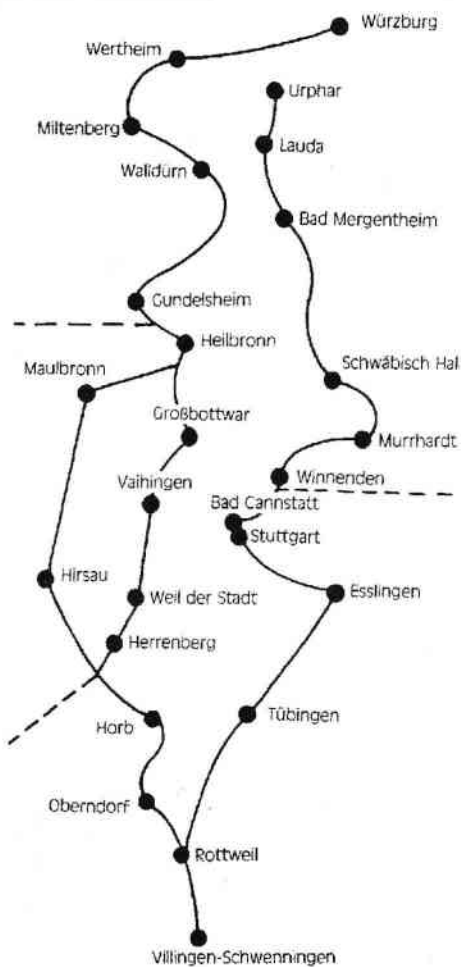 Würzburg
Wertheim
Urphar
Miltenberg
Lauda
Walldürn
Bad Mergentheim
Gundelsheim
Heilbronn
Schwäbisch Hal
Maulbronn
Großbottwar
Murrhardt
Winnenden
Vaihingen
Bad Cannstatt
Stuttgart
Hirsau
Weil der Stadt
Esslingen
Herrenberg
Horb
Tübingen
Oberndorf
Rottweil
Villingen-Schwenningen